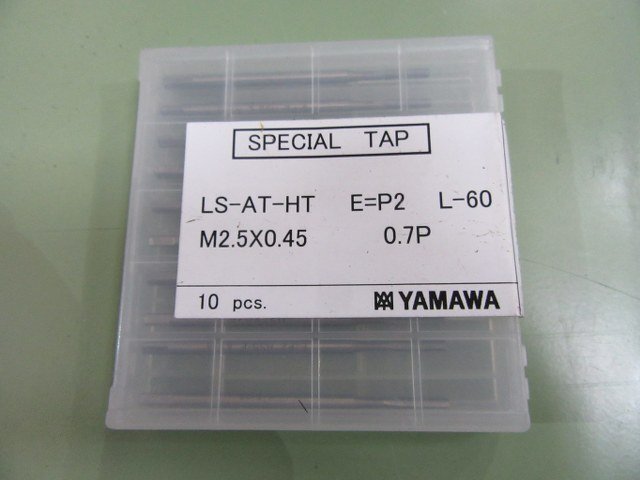 SPECIAL TAP
LS-AT-HT E=P2 L-60
M2.5X0.45 0.7P
10 pcs. YAMAWA